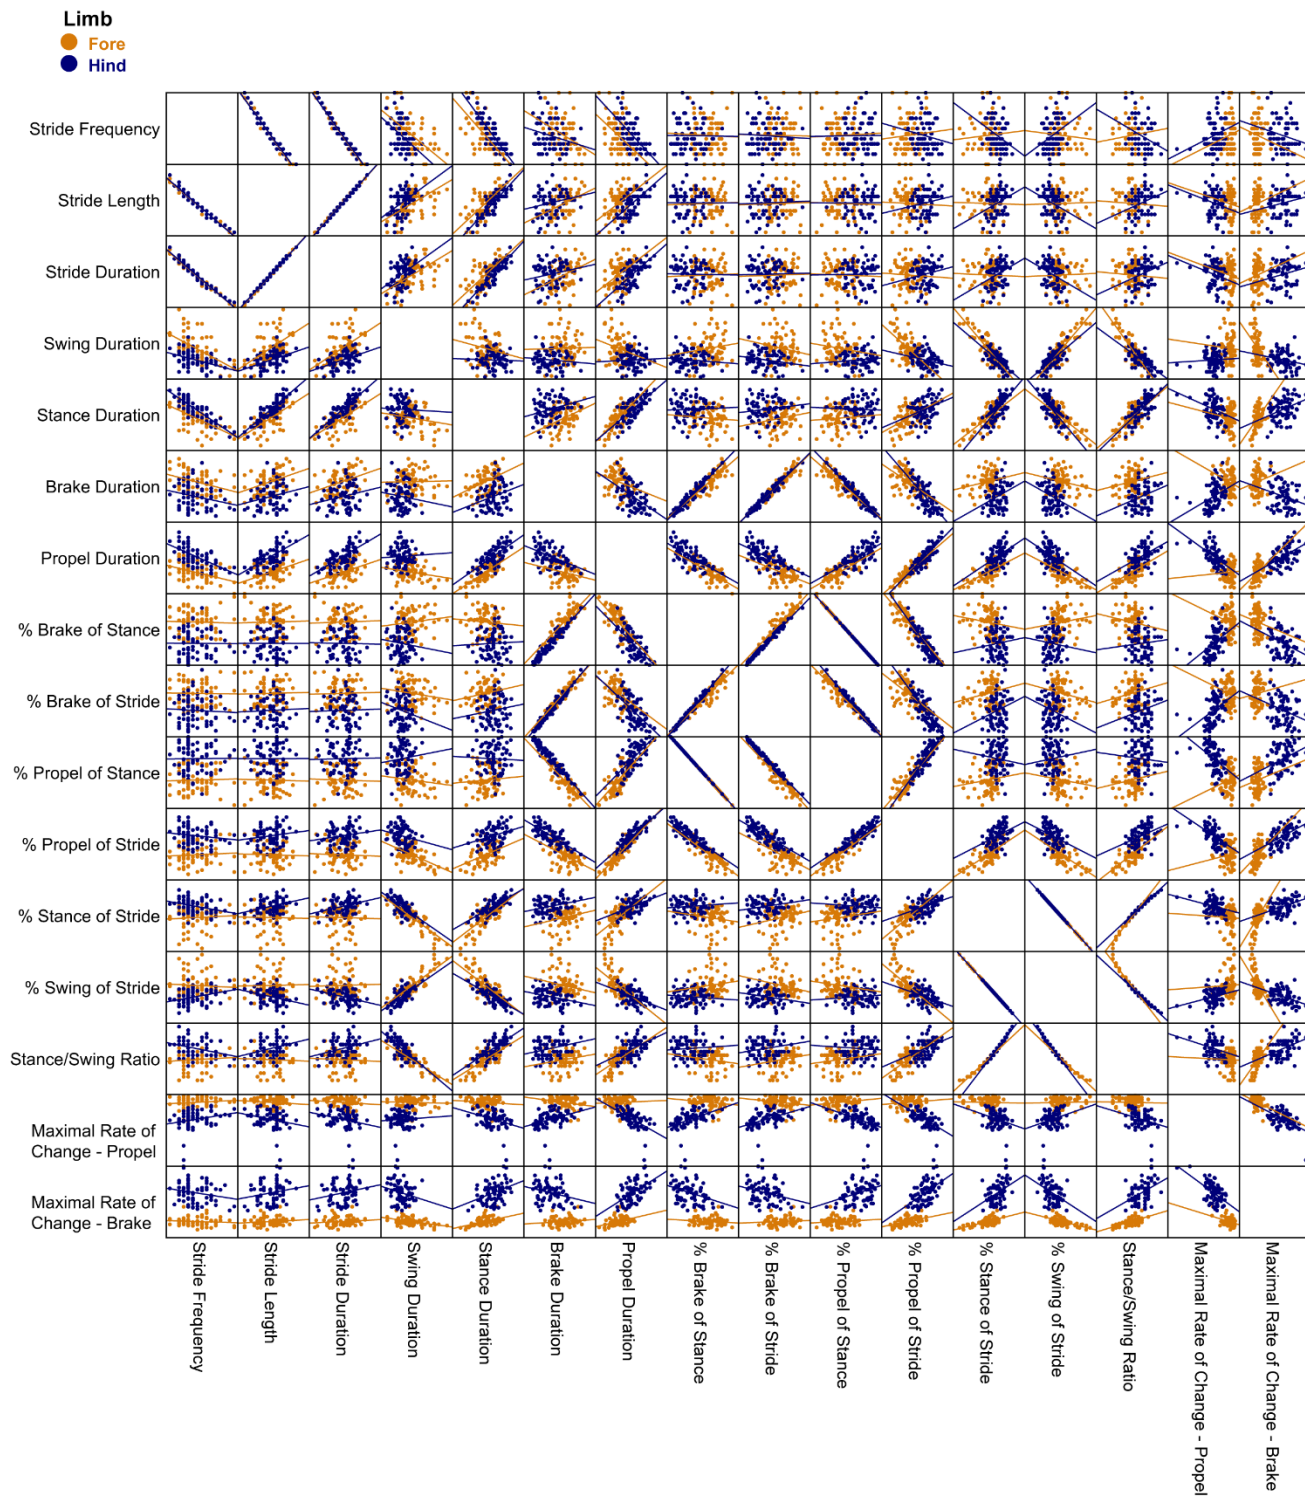 Limb
Fore
Hind
Stride Frequency
Stride Length
Stride Duration
Swing Duration
Stance Duration
Brake Duration
Propel Duration
% Brake of Stance
% Brake of Stride
% Propel of Stance
% Propel of Stride
% Stance of Stride
% Swing of Stride
Stance/Swing Ratio
Maximal Rate of
Change - Propel
Maximal Rate of
Change - Brake
Stride Frequency
Stride Length
Stride Duration
Swing Duration
Stance Duration
Brake Duration
Propel Duration
% Brake of Stance
% Brake of Stride
% Propel of Stance
% Propel of Stride
% Stance of Stride
% Swing of Stride
Stance/Swing Ratio
Maximal Rate of Change - Propel
Maximal Rate of Change - Brake